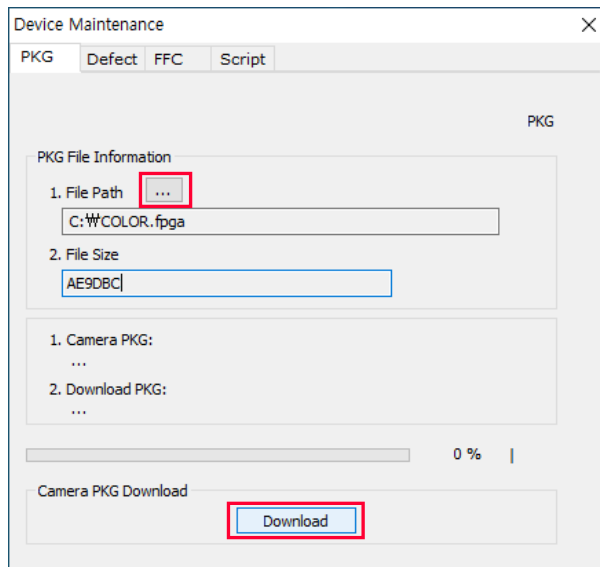 Device Maintenance
PKG Defect FFC Script
PKG
PKG File Information
1. File Path ...
C:₩COLOR.fpga
2. File Size
AE9DBC
1. Camera PKG:
...
2. Download PKG:
...
0 % |
Camera PKG Download
Download